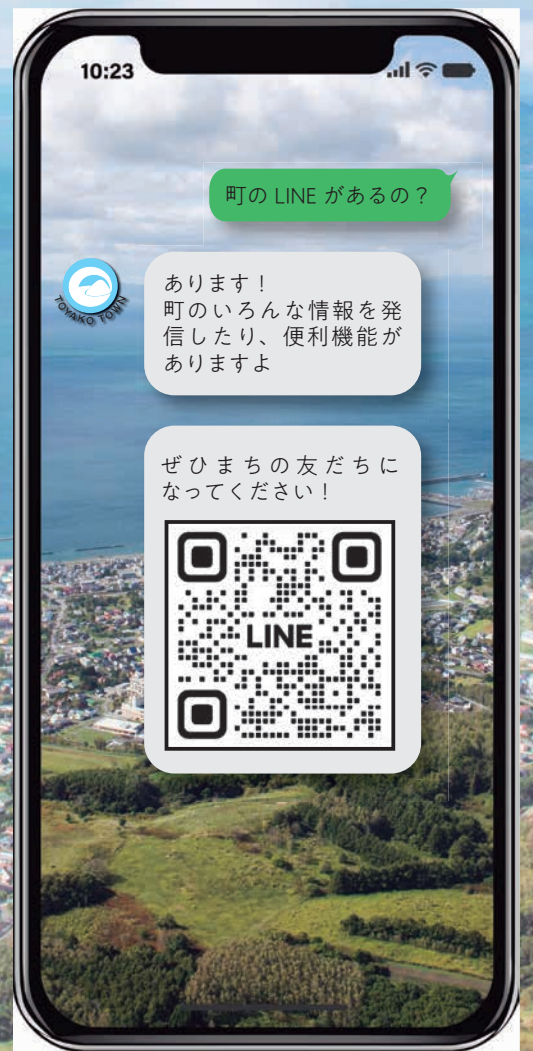 10:23
町の LINE があるの？
TOYAKO TOWN
あります！
町のいろんな情報を発
信したり、便利機能が
ありますよ
ぜひまちの友だちに
なってください！
LINE